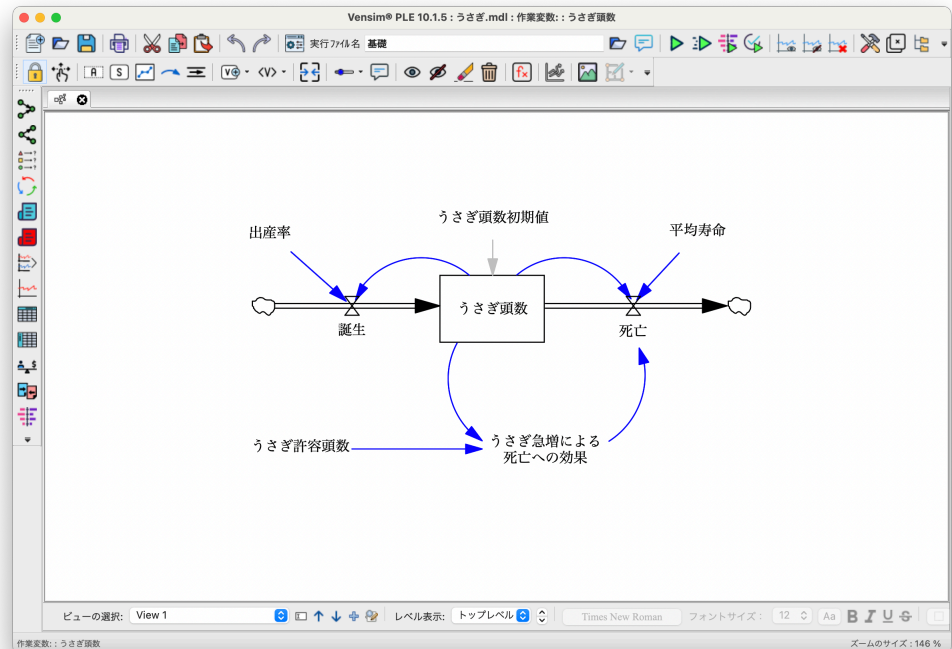 Vensim® PLE 10.1.5 : うさぎ.mdl : 作業変数: : うさぎ頭数
実行ファイル名 基礎
A S V <V> fx
出産率
うさぎ頭数初期値
平均寿命
うさぎ頭数
誕生
死亡
うさぎ許容頭数
うさぎ急増による
死亡への効果
ビューの選択: View 1 レベル表示: トップレベル Times New Roman フォントサイズ: 12 Aa B I U S
作業変数: : うさぎ頭数 ズームのサイズ : 146 %